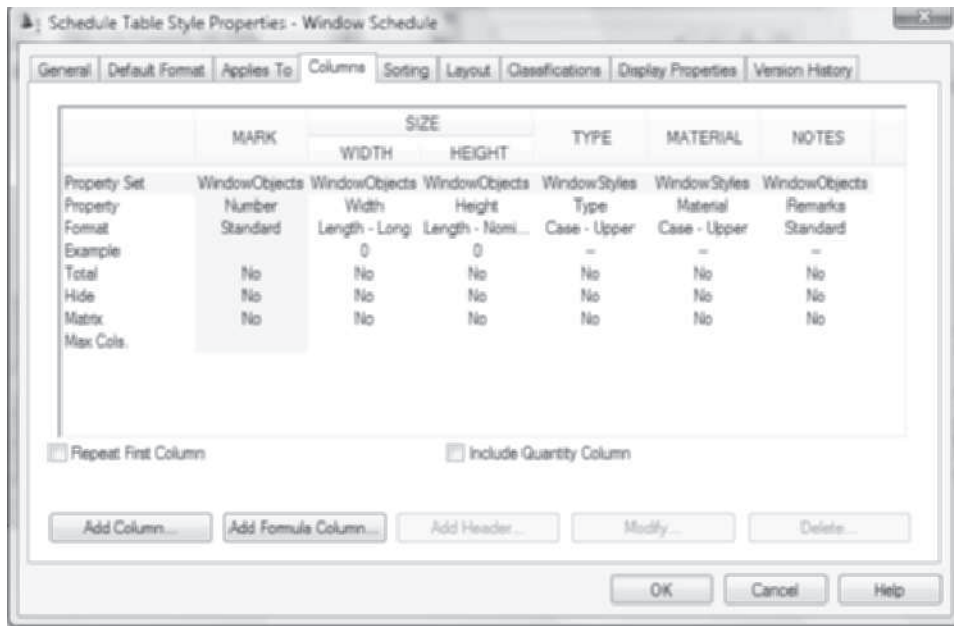 Schedule Table Style Properties - Window Schedule
General Default Format Applies To Columns Sorting Layout Classifications Display Properties Version History
SIZE
MARK TYPE MATERIAL NOTES
WIDTH HEIGHT
Property Set WindowObjects WindowObjects WindowObjects WindowStyles WindowStyles WindowObjects
Property Number Width Height Type Material Remarks
Format Standard Length - Long Length - Nomi... Case - Upper Case - Upper Standard
Example 0 0 -- -- --
Total No No No No No No
Hide No No No No No No
Matrix No No No No No No
Max Cols.
Repeat First Column Include Quantity Column
Add Column... Add Formula Column... Add Header... Modify... Delete...
OK Cancel Help